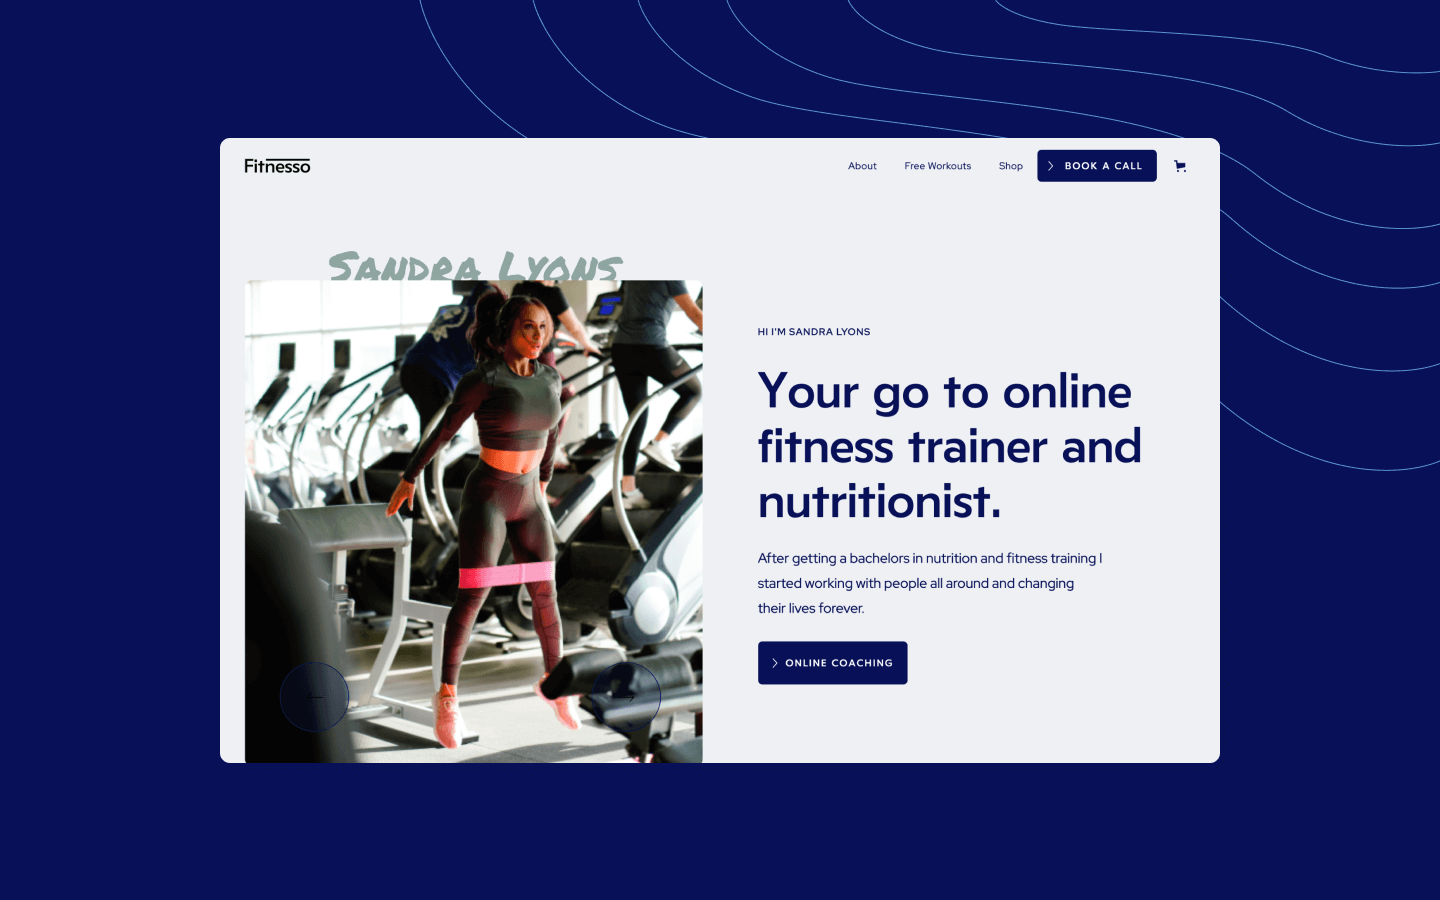 Fitnesso
About
Free Workouts
Shop
BOOK A CALL
Sandra Lyons
HI I'M SANDRA LYONS
Your go to online
fitness trainer and
nutritionist.
After getting a bachelors in nutrition and fitness training I
started working with people all around and changing
their lives forever.
ONLINE COACHING